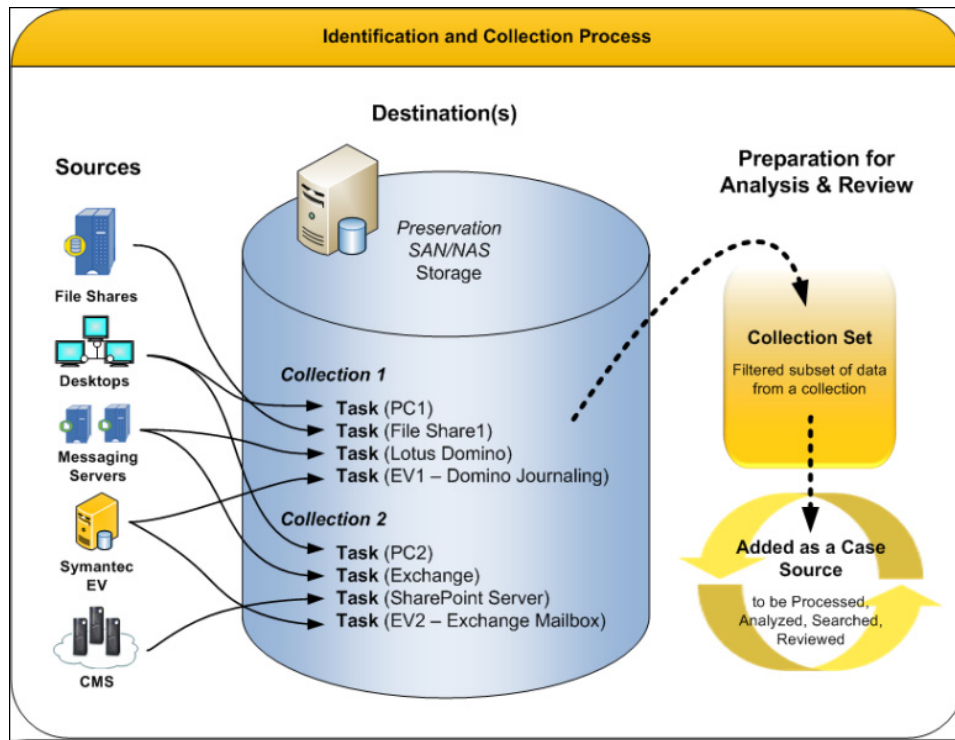 Identification and Collection Process
Destination(s)
Sources
Preparation for
Analysis & Review
Preservation
SAN/NAS
Storage
File Shares
Desktops
Messaging
Servers
Symantec
EV
CMS
Collection 1
Task (PC1)
Task (File Share1)
Task (Lotus Domino)
Task (EV1 – Domino Journaling)
Collection 2
Task (PC2)
Task (Exchange)
Task (SharePoint Server)
Task (EV2 – Exchange Mailbox)
Collection Set
Filtered subset of data
from a collection
Added as a Case
Source
to be Processed,
Analyzed, Searched,
Reviewed